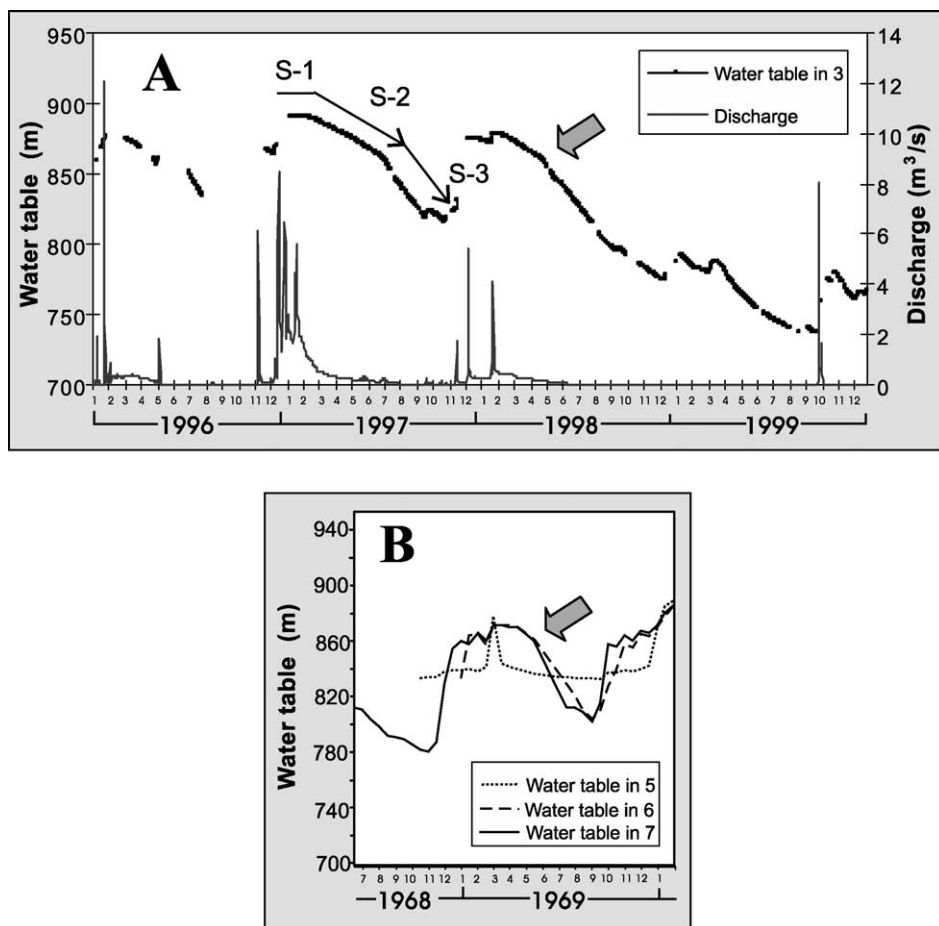 A
950
900
850
800
750
700
Water table (m)
14
12
10
8
6
4
2
0
Discharge (m³/s)
S-1
S-2
S-3
Water table in 3
Discharge
1 2 3 4 5 6 7 8 9 10 11 12 1 2 3 4 5 6 7 8 9 10 11 12 1 2 3 4 5 6 7 8 9 10 11 12 1 2 3 4 5 6 7 8 9 10 11 12
1996 1997 1998 1999
B
940
900
860
820
780
740
700
Water table (m)
Water table in 5
Water table in 6
Water table in 7
7 8 9 10 11 12 1 2 3 4 5 6 7 8 9 10 11 12 1
1968 1969